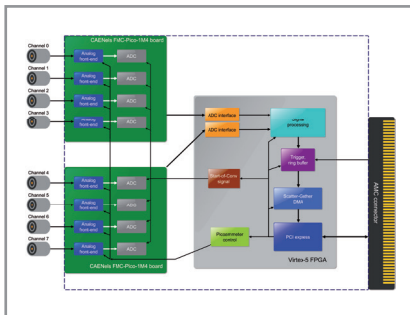 CAENels FMC-Pico-1M4 board
Channel 0
Analog
front-end
ADC
Channel 1
Analog
front-end
ADC
Channel 2
Analog
front-end
ADC
Channel 3
Analog
front-end
ADC
ADC interface
ADC interface
processing
Trigger
ring buffer
Channel 4
Analog
front-end
ADC
Channel 5
Analog
front-end
Channel 6
Analog
front-end
ADC
Channel 7
Analog
front-end
ADC
CAENels FMC-Pico-1M4 board
signal
Scatter-Gather
DMA
Picoammeter
control
PCI express
Virtex-5 FPGA
AMC connector